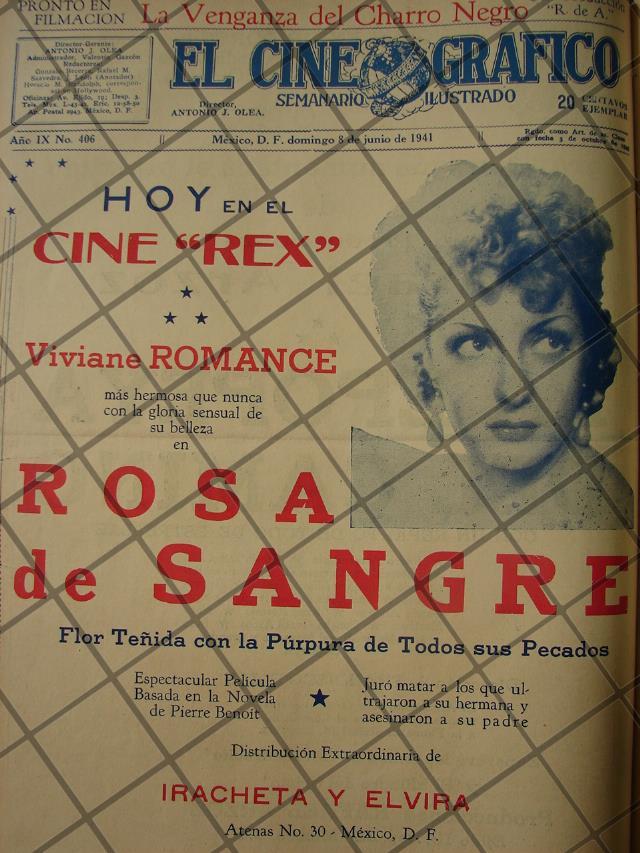 PRONTO EN
FILMACION
La Venganza del Charro Negro
"R. de A."
Director-Gerente:
ANTONIO J. OLEA
EL CINE GRAFICO
SEMANARIO ILUSTRADO
Director,
ANTONIO J. OLEA.
20 CENTAVOS
EJEMPLAR
Año IX No. 406
México, D. F. domingo 8 de junio de 1941
HOY EN EL
CINE "REX"
Viviane ROMANCE
más hermosa que nunca
con la gloria sensual de
su belleza
en
ROSA
de SANGRE
Flor Teñida con la Púrpura de Todos sus Pecados
Espectacular Película
Basada en la Novela
de Pierre Benoit
Juró matar a los que ul-
trajaron a su hermana y
asesinaron a su padre
Distribución Extraordinaria de
IRACHETA Y ELVIRA
Atenas No. 30 - México, D. F.